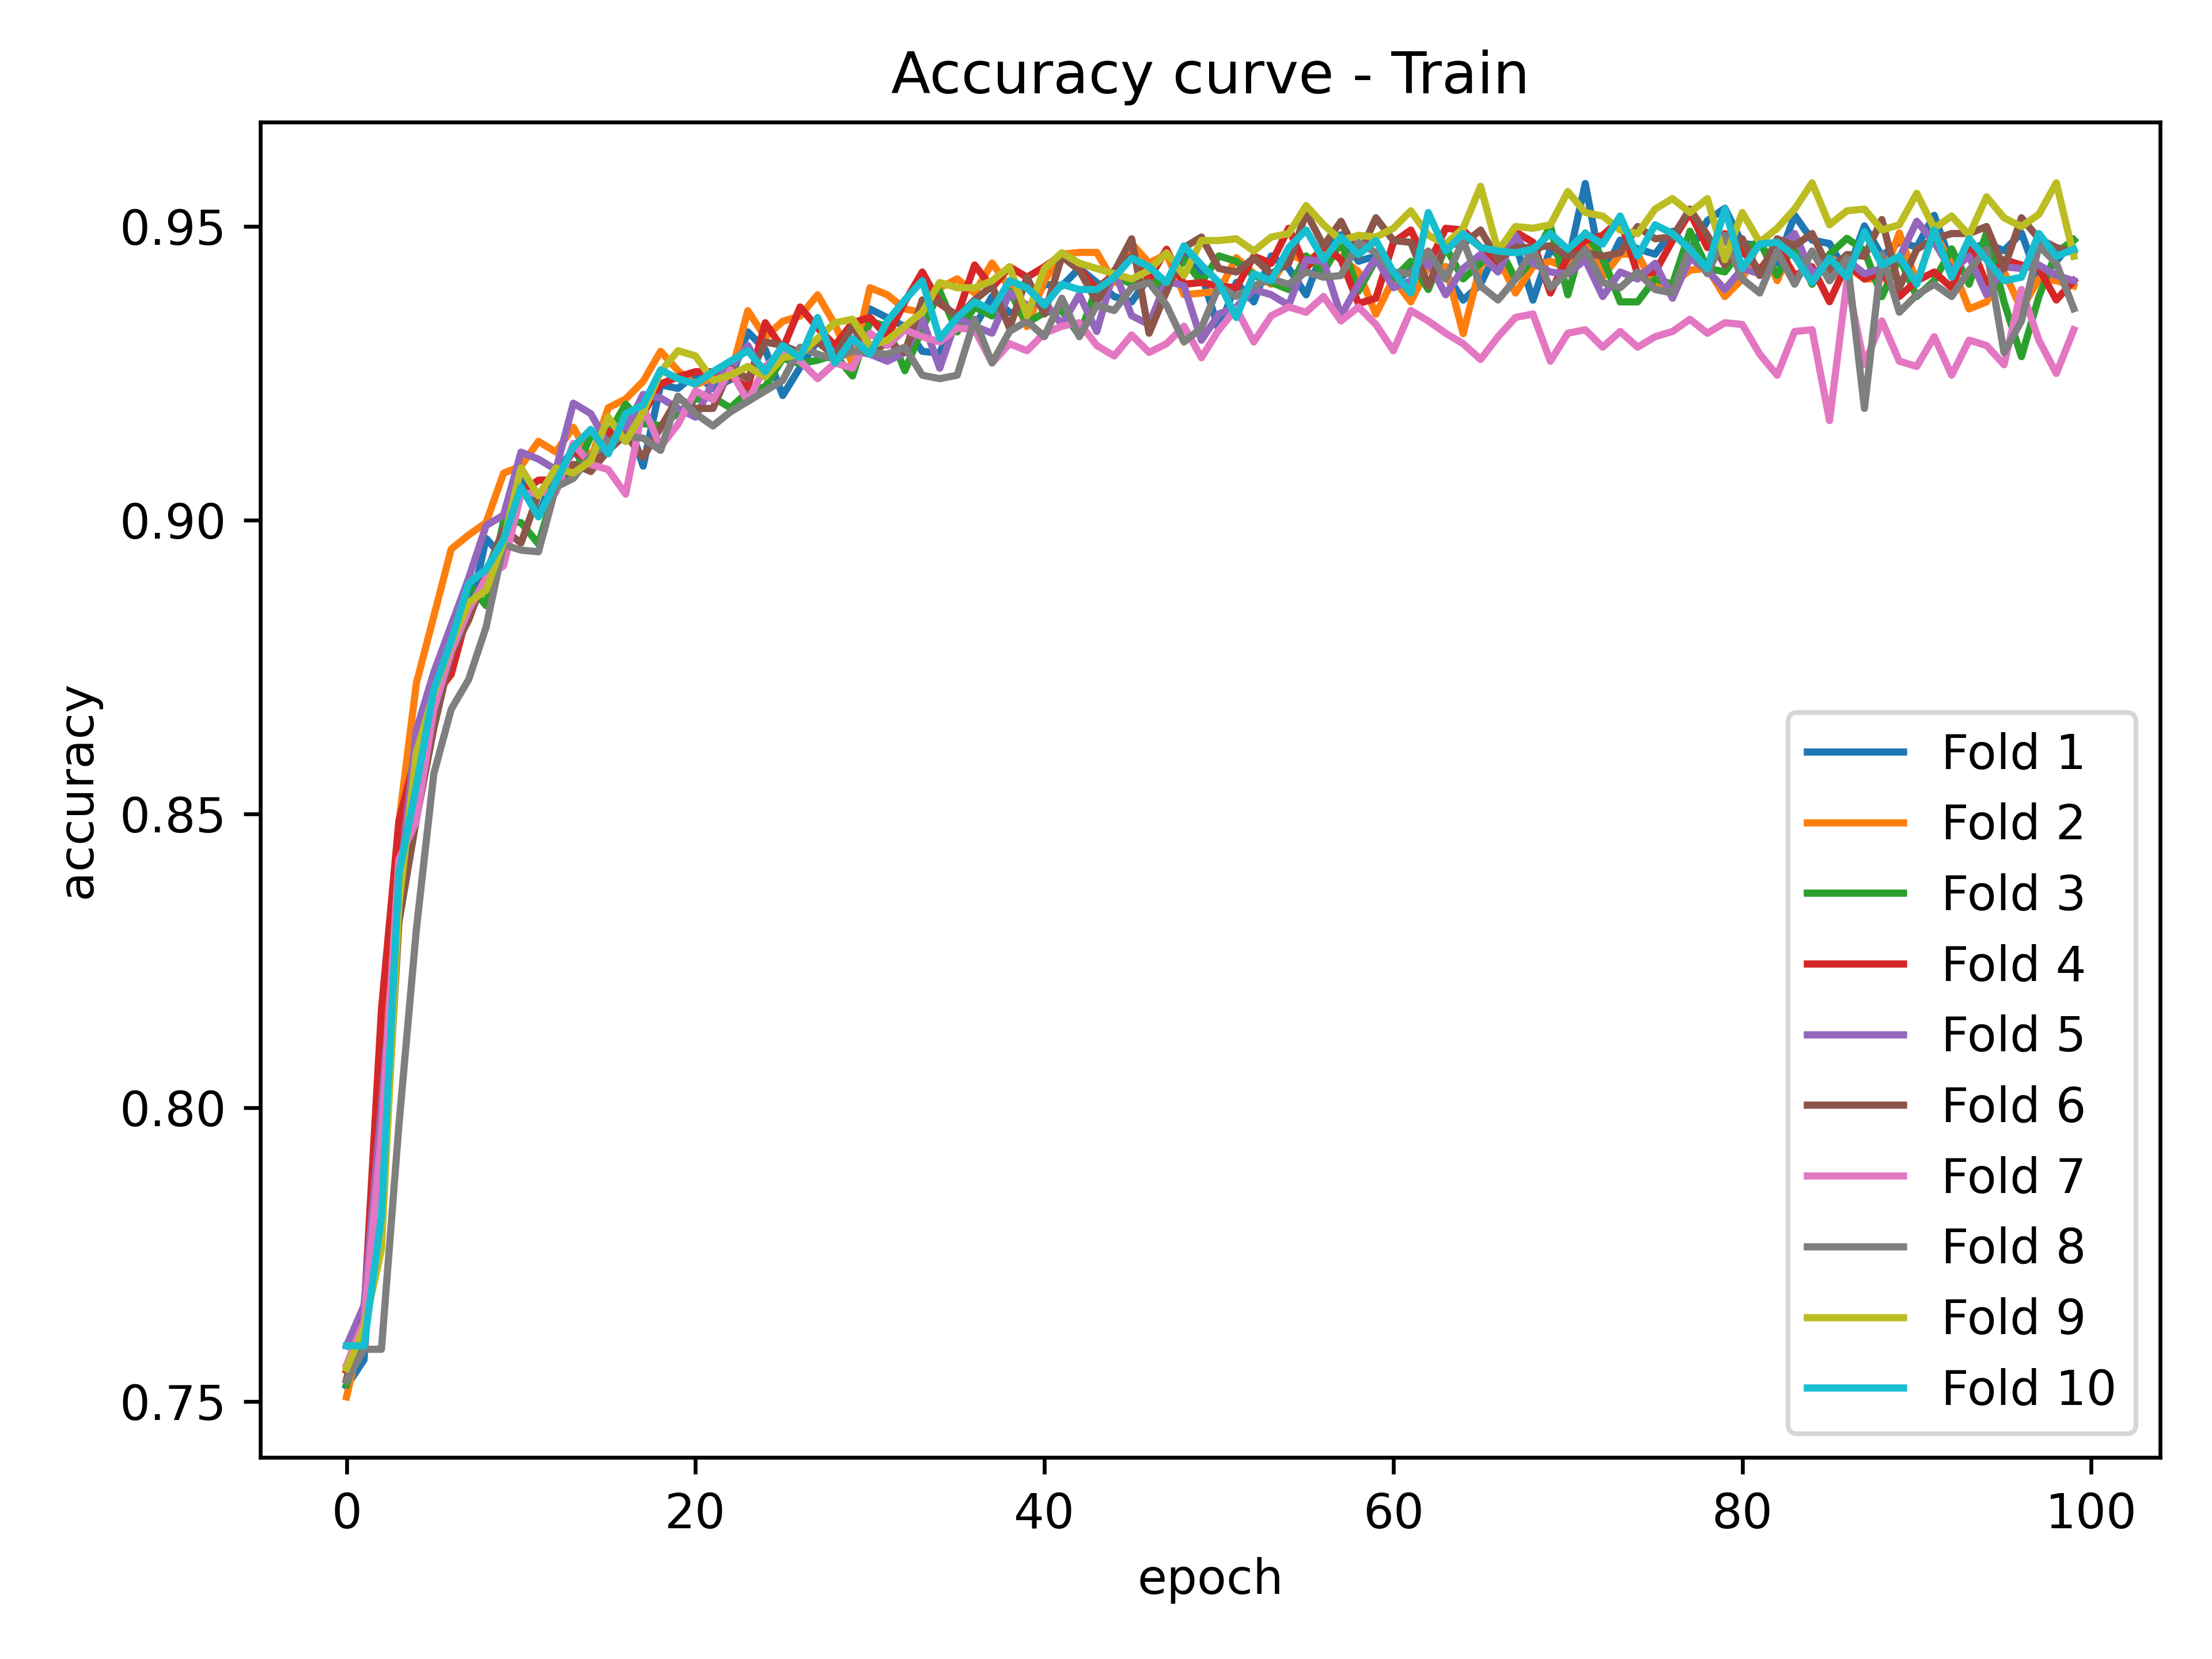 Accuracy curve - Train
accuracy
0.95
0.90
0.85
0.80
0.75
Fold 1
Fold 2
Fold 3
Fold 4
Fold 5
Fold 6
Fold 7
Fold 8
Fold 9
Fold 10
0 20 40 60 80 100
epoch